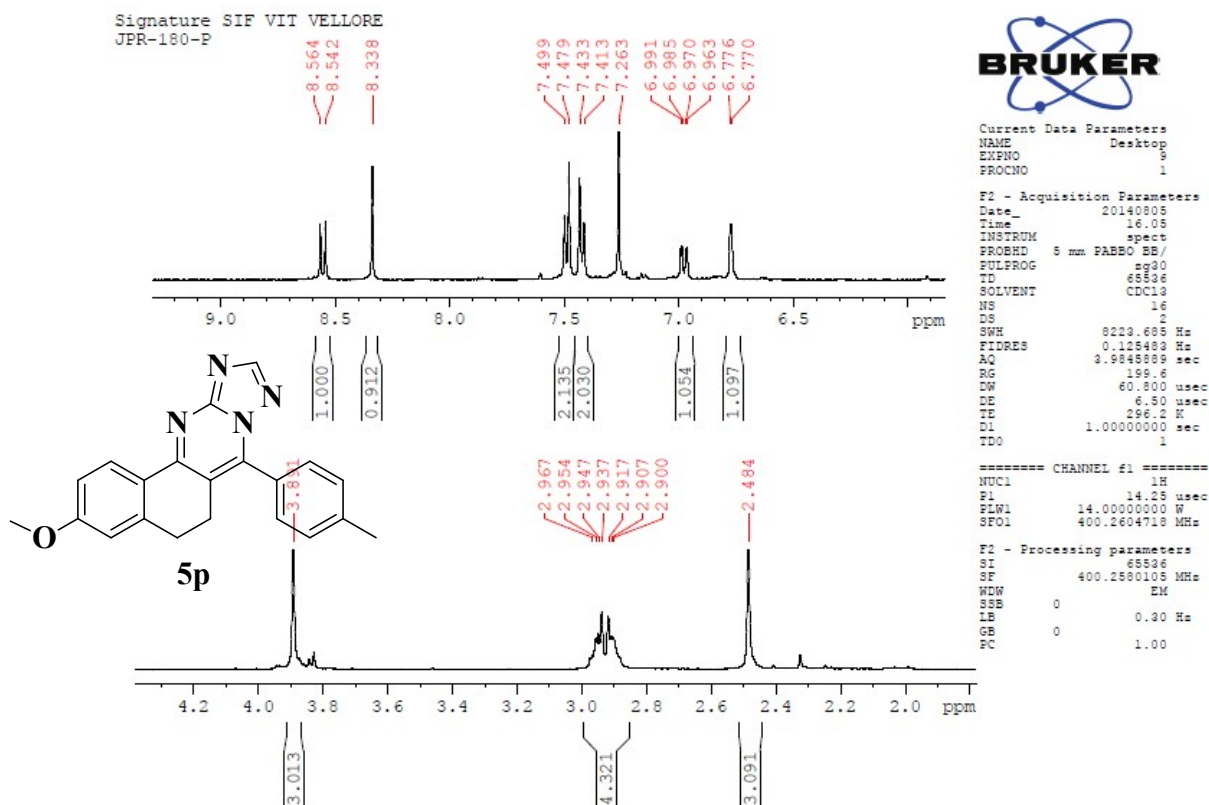 Signature SIF VIT VELLORE
JPR-180-P
8.564
8.542
8.338
7.499
7.479
7.433
7.413
7.263
6.991
6.985
6.970
6.963
6.776
6.770
9.0 8.5 8.0 7.5 7.0 6.5 ppm
1.000
0.912
2.135
2.030
1.054
1.097
N
N
N N
O
5p
2.967
2.954
2.947
2.937
2.917
2.907
2.900
2.484
4.2 4.0 3.8 3.6 3.4 3.2 3.0 2.8 2.6 2.4 2.2 2.0 ppm
3.013
4.321
3.091
BRUKER
Current Data Parameters
NAME Desktop
EXPNO 9
PROCNO 1
F2 - Acquisition Parameters
Date_ 20140805
Time 16.05
INSTRUM spect
PROBHD 5 mm PABBO BB/
PULPROG zg30
TD 65536
SOLVENT CDCl3
NS 16
DS 2
SWH 8223.685 Hz
FIDRES 0.125483 Hz
AQ 3.9845889 sec
RG 199.6
DW 60.800 usec
DE 6.50 usec
TE 296.2 K
D1 1.00000000 sec
TD0 1
======== CHANNEL f1 ========
NUC1 1H
P1 14.25 usec
PLW1 14.00000000 W
SFO1 400.2604718 MHz
F2 - Processing parameters
SI 65536
SF 400.2580105 MHz
WDW EM
SSB 0
LB 0.30 Hz
GB 0
PC 1.00